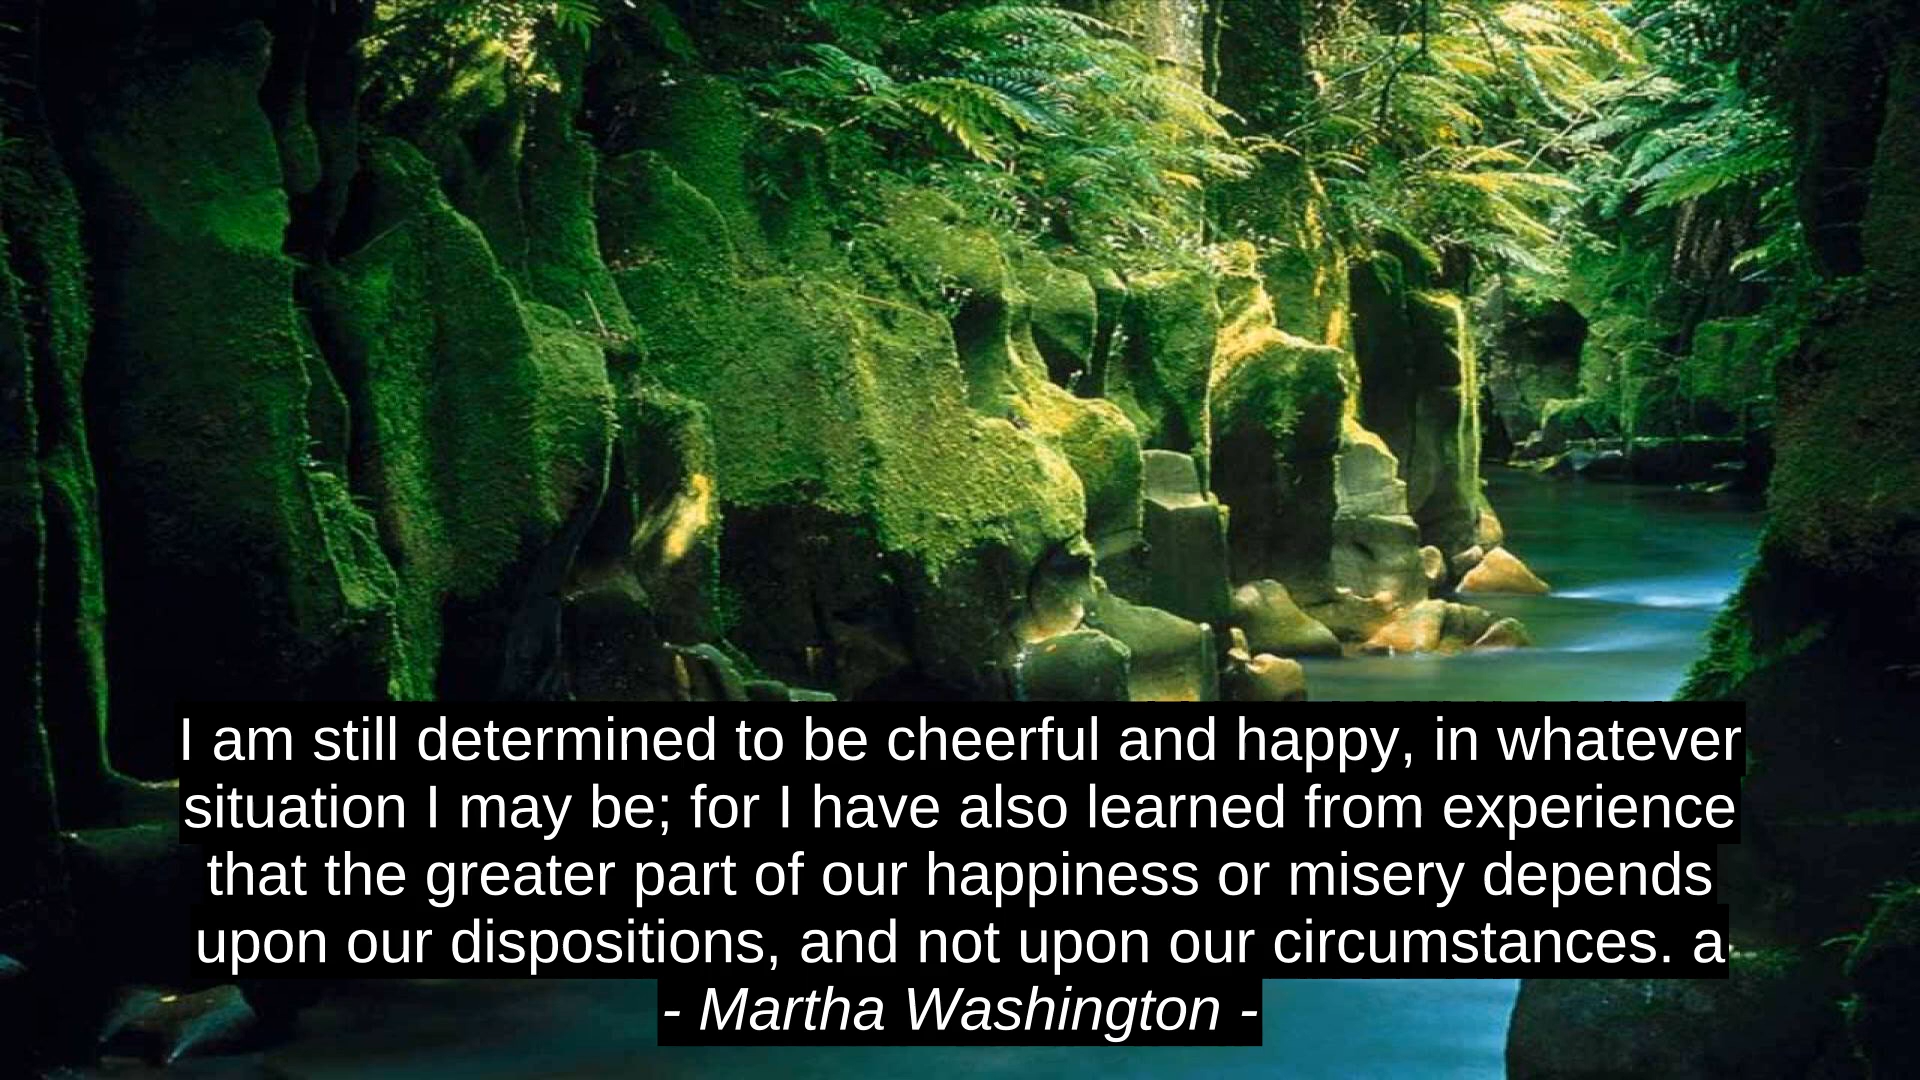 I am still determined to be cheerful and happy, in whatever
situation I may be; for I have also learned from experience
that the greater part of our happiness or misery depends
upon our dispositions, and not upon our circumstances. a
- Martha Washington -